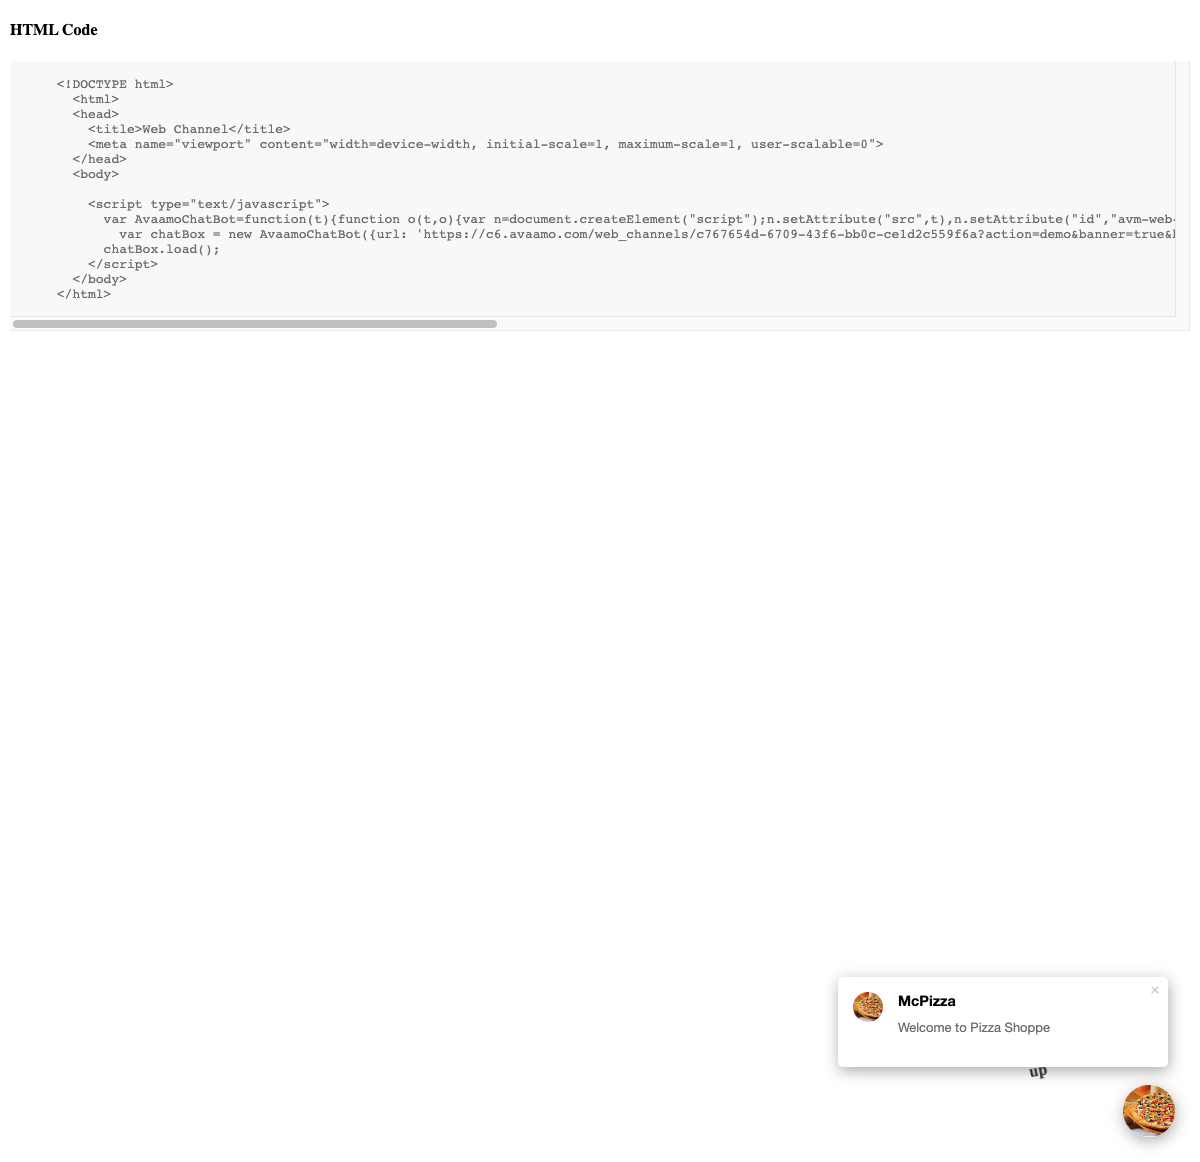 HTML Code
<!DOCTYPE html>
<html>
<head>
<title>Web Channel</title>
<meta name="viewport" content="width=device-width, initial-scale=1, maximum-scale=1, user-scalable=0">
</head>
<body>
<script type="text/javascript">
var AvaamoChatBot=function(t){function o(t,o){var n=document.createElement("script");n.setAttribute("src",t),n.setAttribute("id","avm-web-
var chatBox = new AvaamoChatBot({url: 'https://c6.avaamo.com/web_channels/c767654d-6709-43f6-bb0c-ce1d2c559f6a?action=demo&banner=true&
chatBox.load();
</script>
</body>
</html>
McPizza
×
Welcome to Pizza Shoppe
up